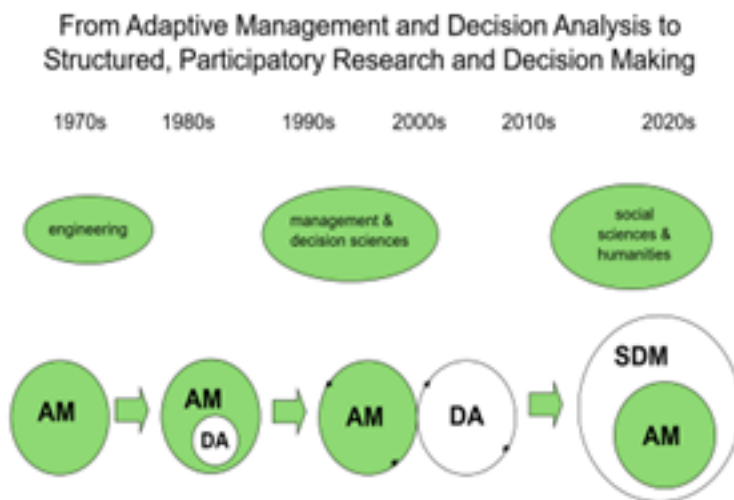 From Adaptive Management and Decision Analysis to
Structured, Participatory Research and Decision Making
1970s 1980s 1990s 2000s 2010s 2020s
engineering
management &
decision sciences
social
sciences &
humanities
AM
AM
DA
AM
DA
SDM
AM